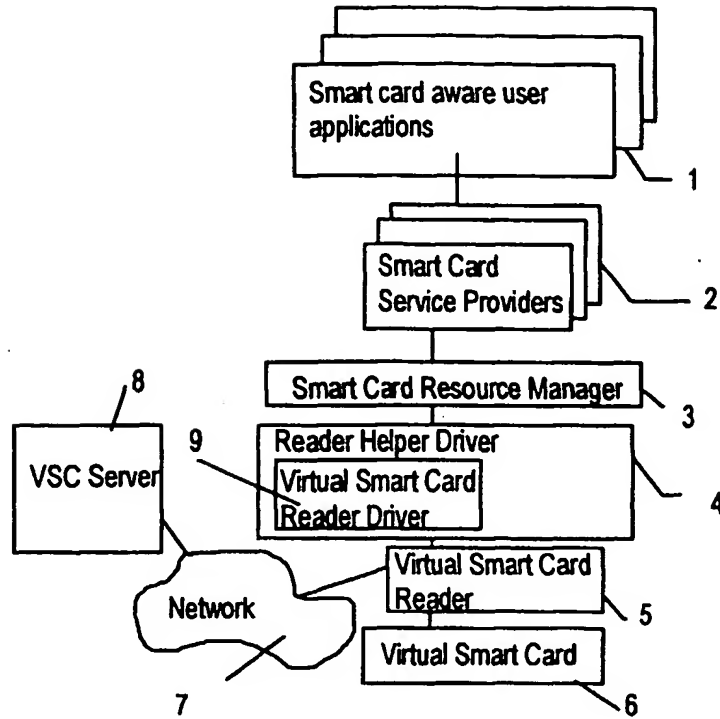 Smart card aware user
applications
1
Smart Card
Service Providers
2
Smart Card Resource Manager
3
8
VSC Server
9
Reader Helper Driver
Virtual Smart Card
Reader Driver
4
Virtual Smart Card
Reader
5
Network
7
Virtual Smart Card
6